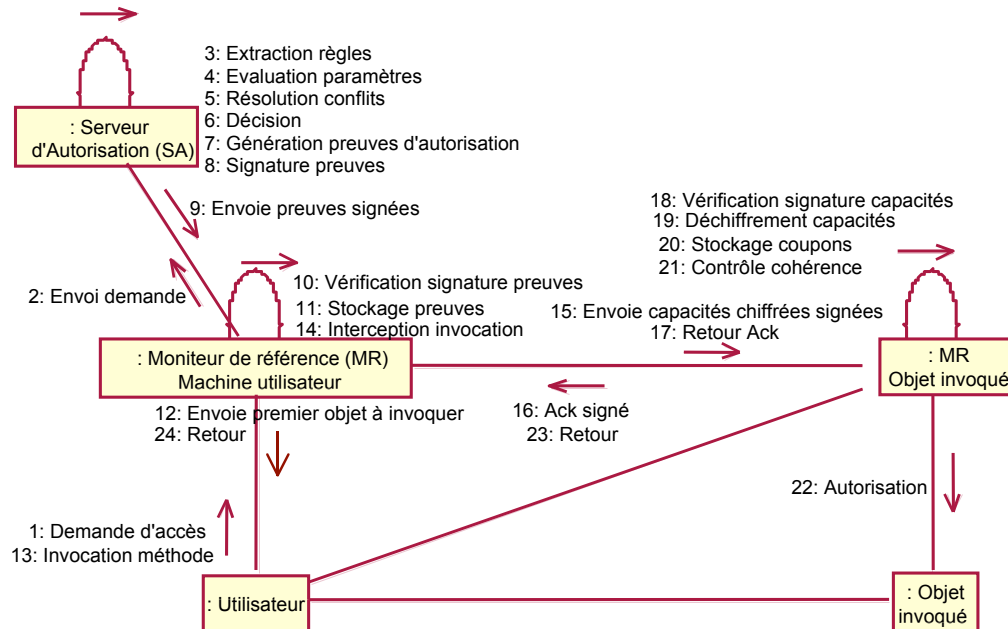 3: Extraction règles
4: Evaluation paramètres
5: Résolution conflits
6: Décision
7: Génération preuves d'autorisation
8: Signature preuves
: Serveur
d'Autorisation (SA)
9: Envoie preuves signées
2: Envoi demande
10: Vérification signature preuves
11: Stockage preuves
14: Interception invocation
18: Vérification signature capacités
19: Déchiffrement capacités
20: Stockage coupons
21: Contrôle cohérence
15: Envoie capacités chiffrées signées
17: Retour Ack
: Moniteur de référence (MR)
Machine utilisateur
: MR
Objet invoqué
12: Envoie premier objet à invoquer
24: Retour
16: Ack signé
23: Retour
22: Autorisation
1: Demande d'accès
13: Invocation méthode
: Utilisateur
: Objet
invoqué